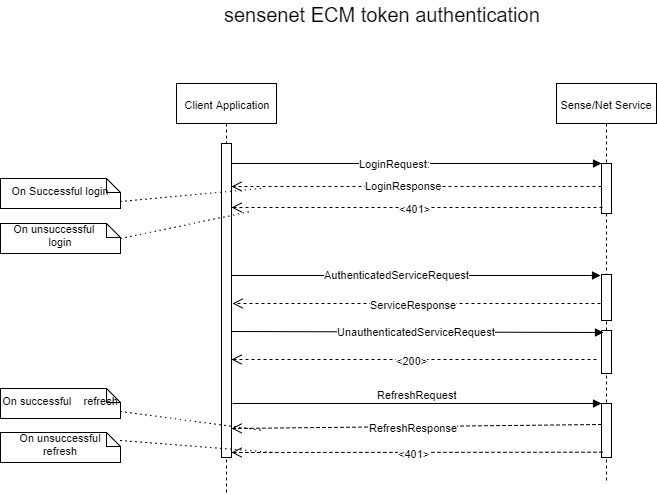 sensenet ECM token authentication
Client Application
Sense/Net Service
LoginRequest:
On Successful login
LoginResponse
<401>
On unsuccessful
login
AuthenticatedServiceRequest
ServiceResponse
UnauthenticatedServiceRequest
<200>
RefreshRequest
On successful refresh
RefreshResponse
On unsuccessful
refresh
<401>